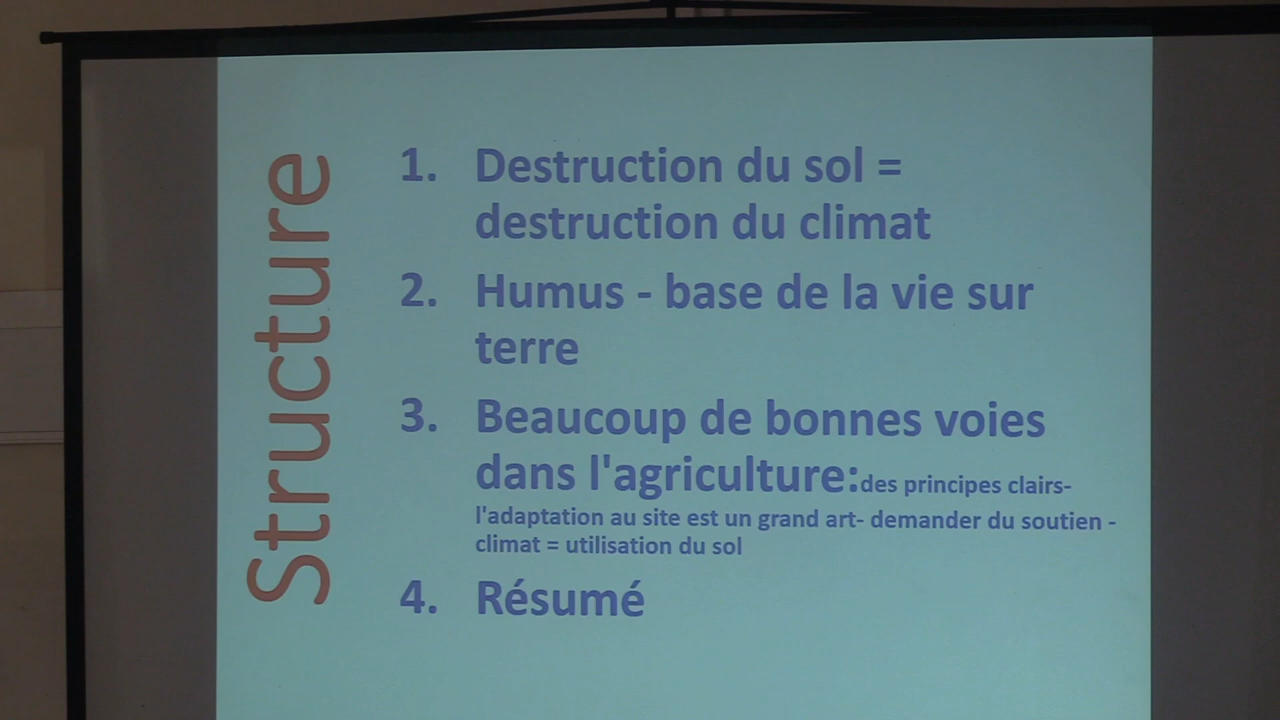 Structure
1. Destruction du sol =
destruction du climat
2. Humus - base de la vie sur
terre
3. Beaucoup de bonnes voies
dans l'agriculture:des principes clairs-
l'adaptation au site est un grand art- demander du soutien -
climat = utilisation du sol
4. Résumé